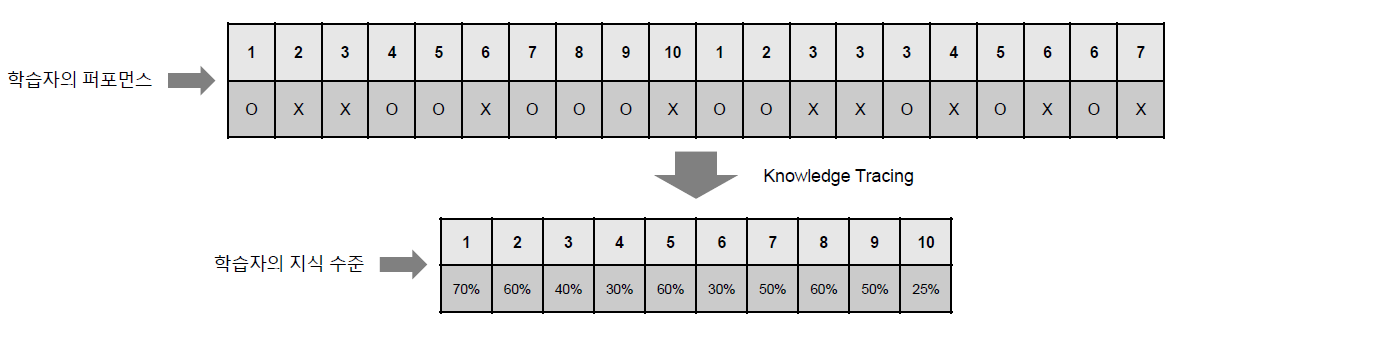 1 2 3 4 5 6 7 8 9 10 1 2 3 3 3 4 5 6 6 7
학습자의 퍼포먼스
O X X O O X O O O X O O X X O X O X O X
Knowledge Tracing
1 2 3 4 5 6 7 8 9 10
학습자의 지식 수준
70% 60% 40% 30% 60% 30% 50% 60% 50% 25%